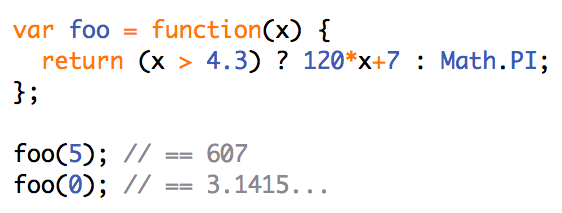 var foo = function(x) {
  return (x > 4.3) ? 120*x+7 : Math.PI;
};

foo(5); // == 607
foo(0); // == 3.1415...